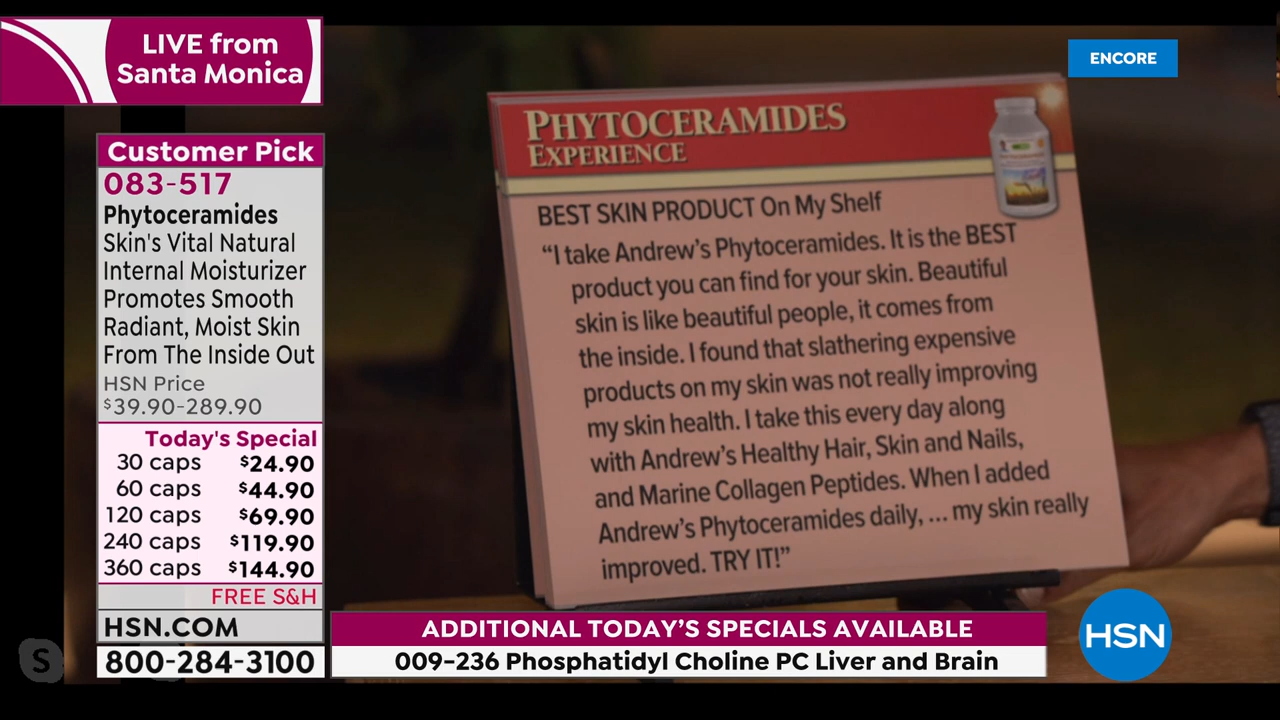 LIVE from
Santa Monica
ENCORE
Customer Pick
083-517
Phytoceramides
Skin's Vital Natural
Internal Moisturizer
Promotes Smooth
Radiant, Moist Skin
From The Inside Out
HSN Price
$39.90-289.90
Today's Special
30 caps $24.90
60 caps $44.90
120 caps $69.90
240 caps $119.90
360 caps $144.90
FREE S&H
HSN.COM
800-284-3100
PHYTOCERAMIDES
EXPERIENCE
BEST SKIN PRODUCT On My Shelf
“I take Andrew’s Phytoceramides. It is the BEST
product you can find for your skin. Beautiful
skin is like beautiful people, it comes from
the inside. I found that slathering expensive
products on my skin was not really improving
my skin health. I take this every day along
with Andrew’s Healthy Hair, Skin and Nails,
and Marine Collagen Peptides. When I added
Andrew’s Phytoceramides daily, ... my skin really
improved. TRY IT!”
ADDITIONAL TODAY’S SPECIALS AVAILABLE
009-236 Phosphatidyl Choline PC Liver and Brain
HSN
S